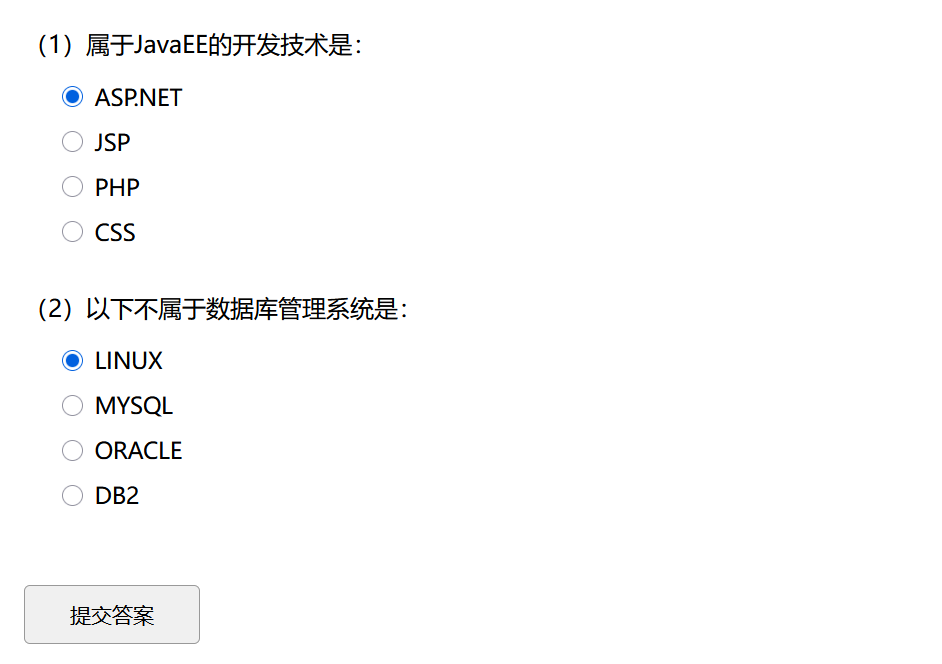 （1）属于JavaEE的开发技术是：
ASP.NET
JSP
PHP
CSS
（2）以下不属于数据库管理系统是：
LINUX
MYSQL
ORACLE
DB2
提交答案